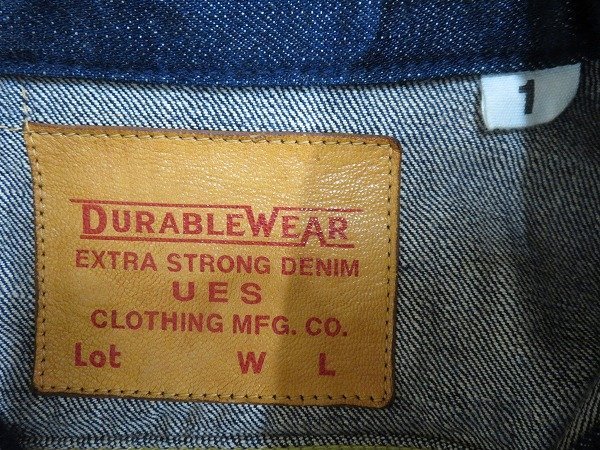 1
DURABLEWEAR
EXTRA STRONG DENIM
UES
CLOTHING MFG. CO.
Lot W L